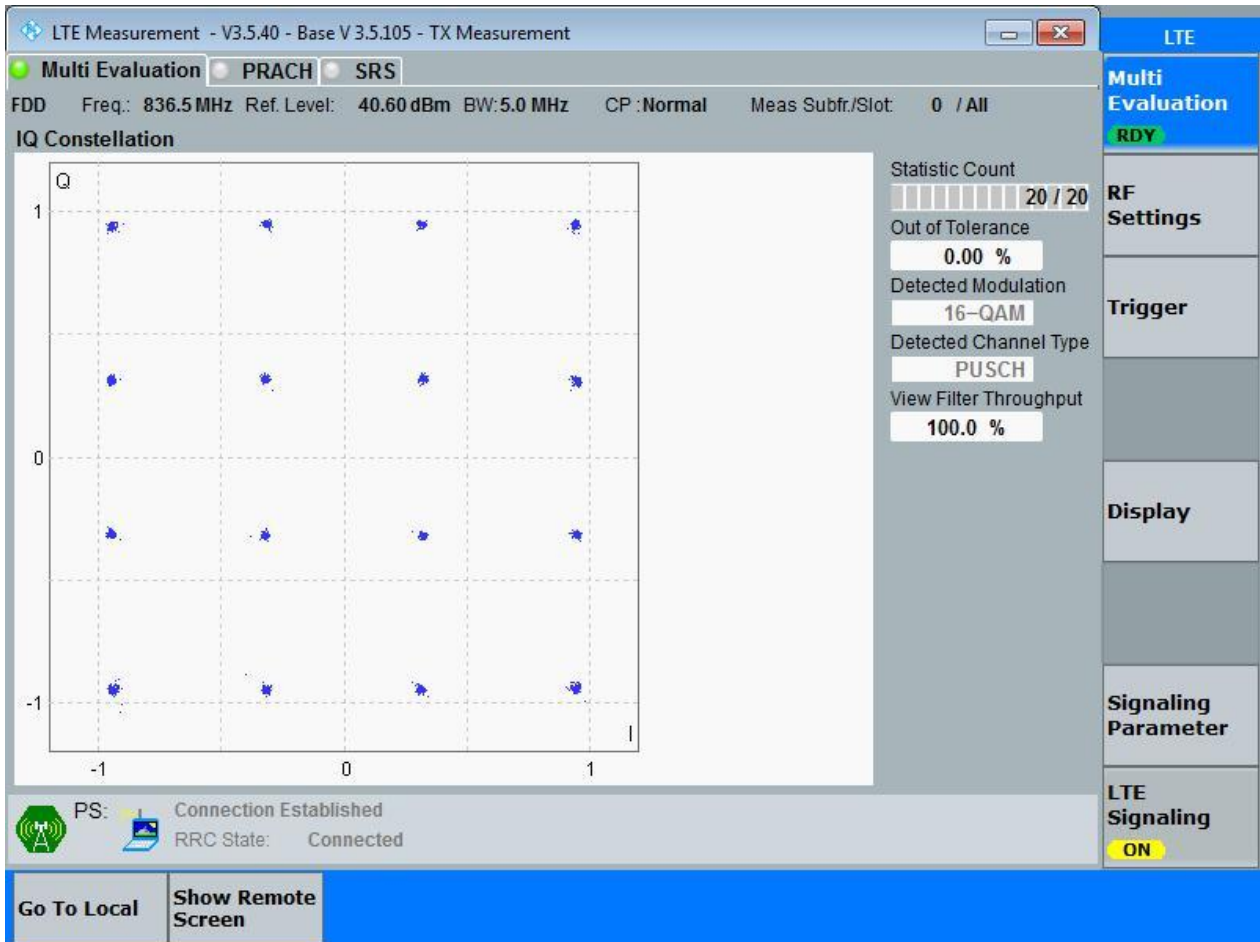 LTE Measurement - V3.5.40 - Base V 3.5.105 - TX Measurement
LTE
Multi Evaluation PRACH SRS
Multi
Evaluation
RDY
FDD Freq.: 836.5 MHz Ref. Level: 40.60 dBm BW: 5.0 MHz CP : Normal Meas Subfr./Slot: 0 / All
IQ Constellation
Q
1
0
-1
I
-1 0 1
Statistic Count
20 / 20
Out of Tolerance
0.00 %
Detected Modulation
16-QAM
Detected Channel Type
PUSCH
View Filter Throughput
100.0 %
RF
Settings
Trigger
Display
Signaling
Parameter
LTE
Signaling
ON
PS: Connection Established
RRC State: Connected
Go To Local
Show Remote
Screen